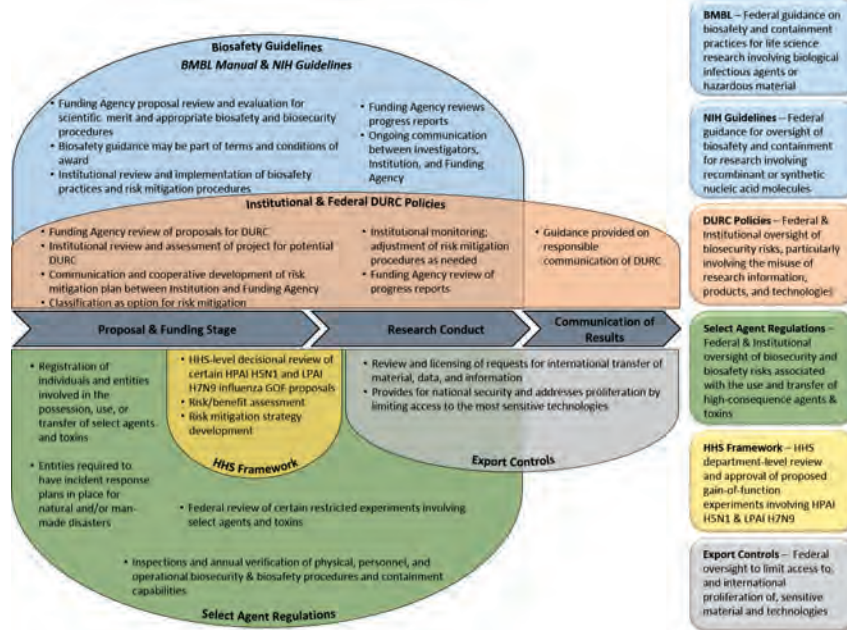 Biosafety Guidelines
BMBL Manual & NIH Guidelines
• Funding Agency proposal review and evaluation for
scientific merit and appropriate biosafety and biosecurity
procedures
• Biosafety guidance may be part of terms and conditions of
award
• Institutional review and implementation of biosafety
practices and risk mitigation procedures
• Funding Agency reviews
progress reports
• Ongoing communication
between Investigators,
Institution, and Funding
Agency
Institutional & Federal DURC Policies
• Funding Agency review of proposals for DURC
• Institutional review and assessment of project for potential
DURC
• Communication and cooperative development of risk
mitigation plan between Institution and Funding Agency
• Classification as option for risk mitigation
• Institutional monitoring;
adjustment of risk mitigation
procedures as needed
• Funding Agency review of
progress reports
• Guidance provided on
responsible
communication of DURC
Proposal & Funding Stage
Research Conduct
Communication of
Results
• Registration of
individuals and entities
involved in the
possession, use, or
transfer of select agents
and toxins
• Entities required to
have incident response
plans in place for
natural and/or man-
made disasters
• HHS-level decisional review of
certain HPAI H5N1 and LPAI
H7N9 influenza GOF proposals
• Risk/benefit assessment
• Risk mitigation strategy
development
HHS Framework
• Review and licensing of requests for international transfer of
material, data, and information
• Provides for national security and addresses proliferation by
limiting access to the most sensitive technologies
Export Controls
• Federal review of certain restricted experiments involving
select agents and toxins
• Inspections and annual verification of physical, personnel, and
operational biosecurity & biosafety procedures and containment
capabilities
Select Agent Regulations
BMBL – Federal guidance on
biosafety and containment
practices for life science
research involving biological
infectious agents or
hazardous material
NIH Guidelines – Federal
guidance for oversight of
biosafety and containment
for research involving
recombinant or synthetic
nucleic acid molecules
DURC Policies – Federal &
Institutional oversight of
biosecurity risks, particularly
involving the misuse of
research information,
products, and technologies
Select Agent Regulations –
Federal & Institutional
oversight of biosecurity and
biosafety risks associated
with the use and transfer of
high-consequence agents &
toxins
HHS Framework – HHS
department-level review
and approval of proposed
gain-of-function
experiments involving HPAI
H5N1 & LPAI H7N9
Export Controls – Federal
oversight to limit access to,
and international
proliferation of, sensitive
material and technologies